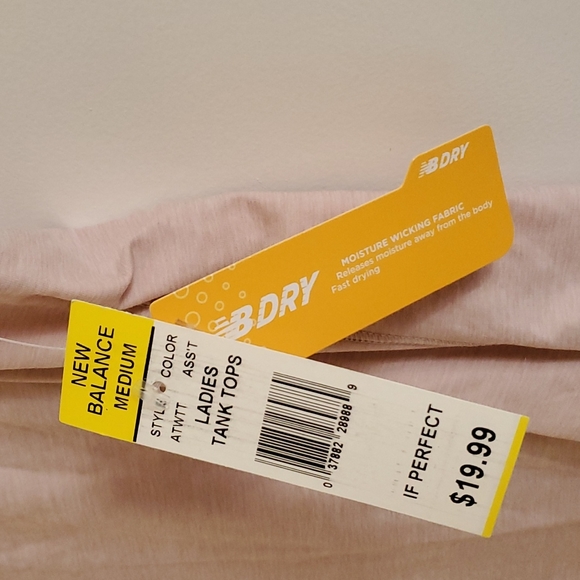 NB DRY
MOISTURE WICKING FABRIC
Releases moisture away from the body
Fast drying
NB DRY
NEW
BALANCE
MEDIUM
STYLE COLOR
ATWTT ASS'T
LADIES
TANK TOPS
0 37882 28988 9
IF PERFECT
$19.99